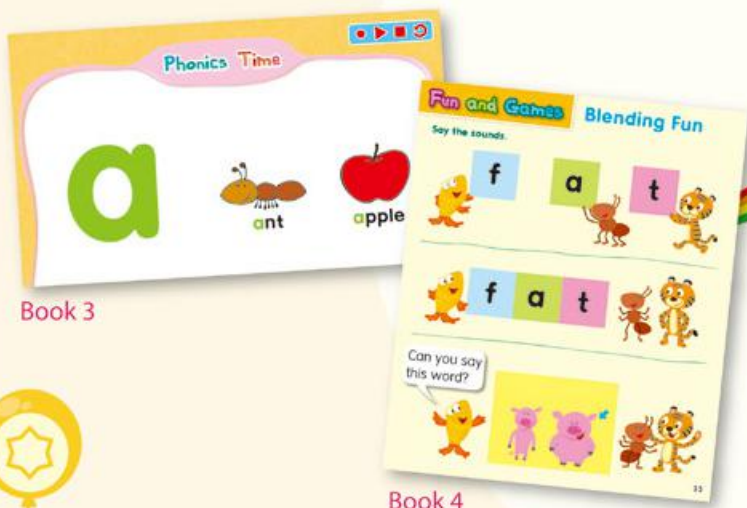 Phonics Time
a
ant
apple
Book 3
Fun and Games
Blending Fun
Say the sounds.
f a t
f a t
Can you say
this word?
33
Book 4